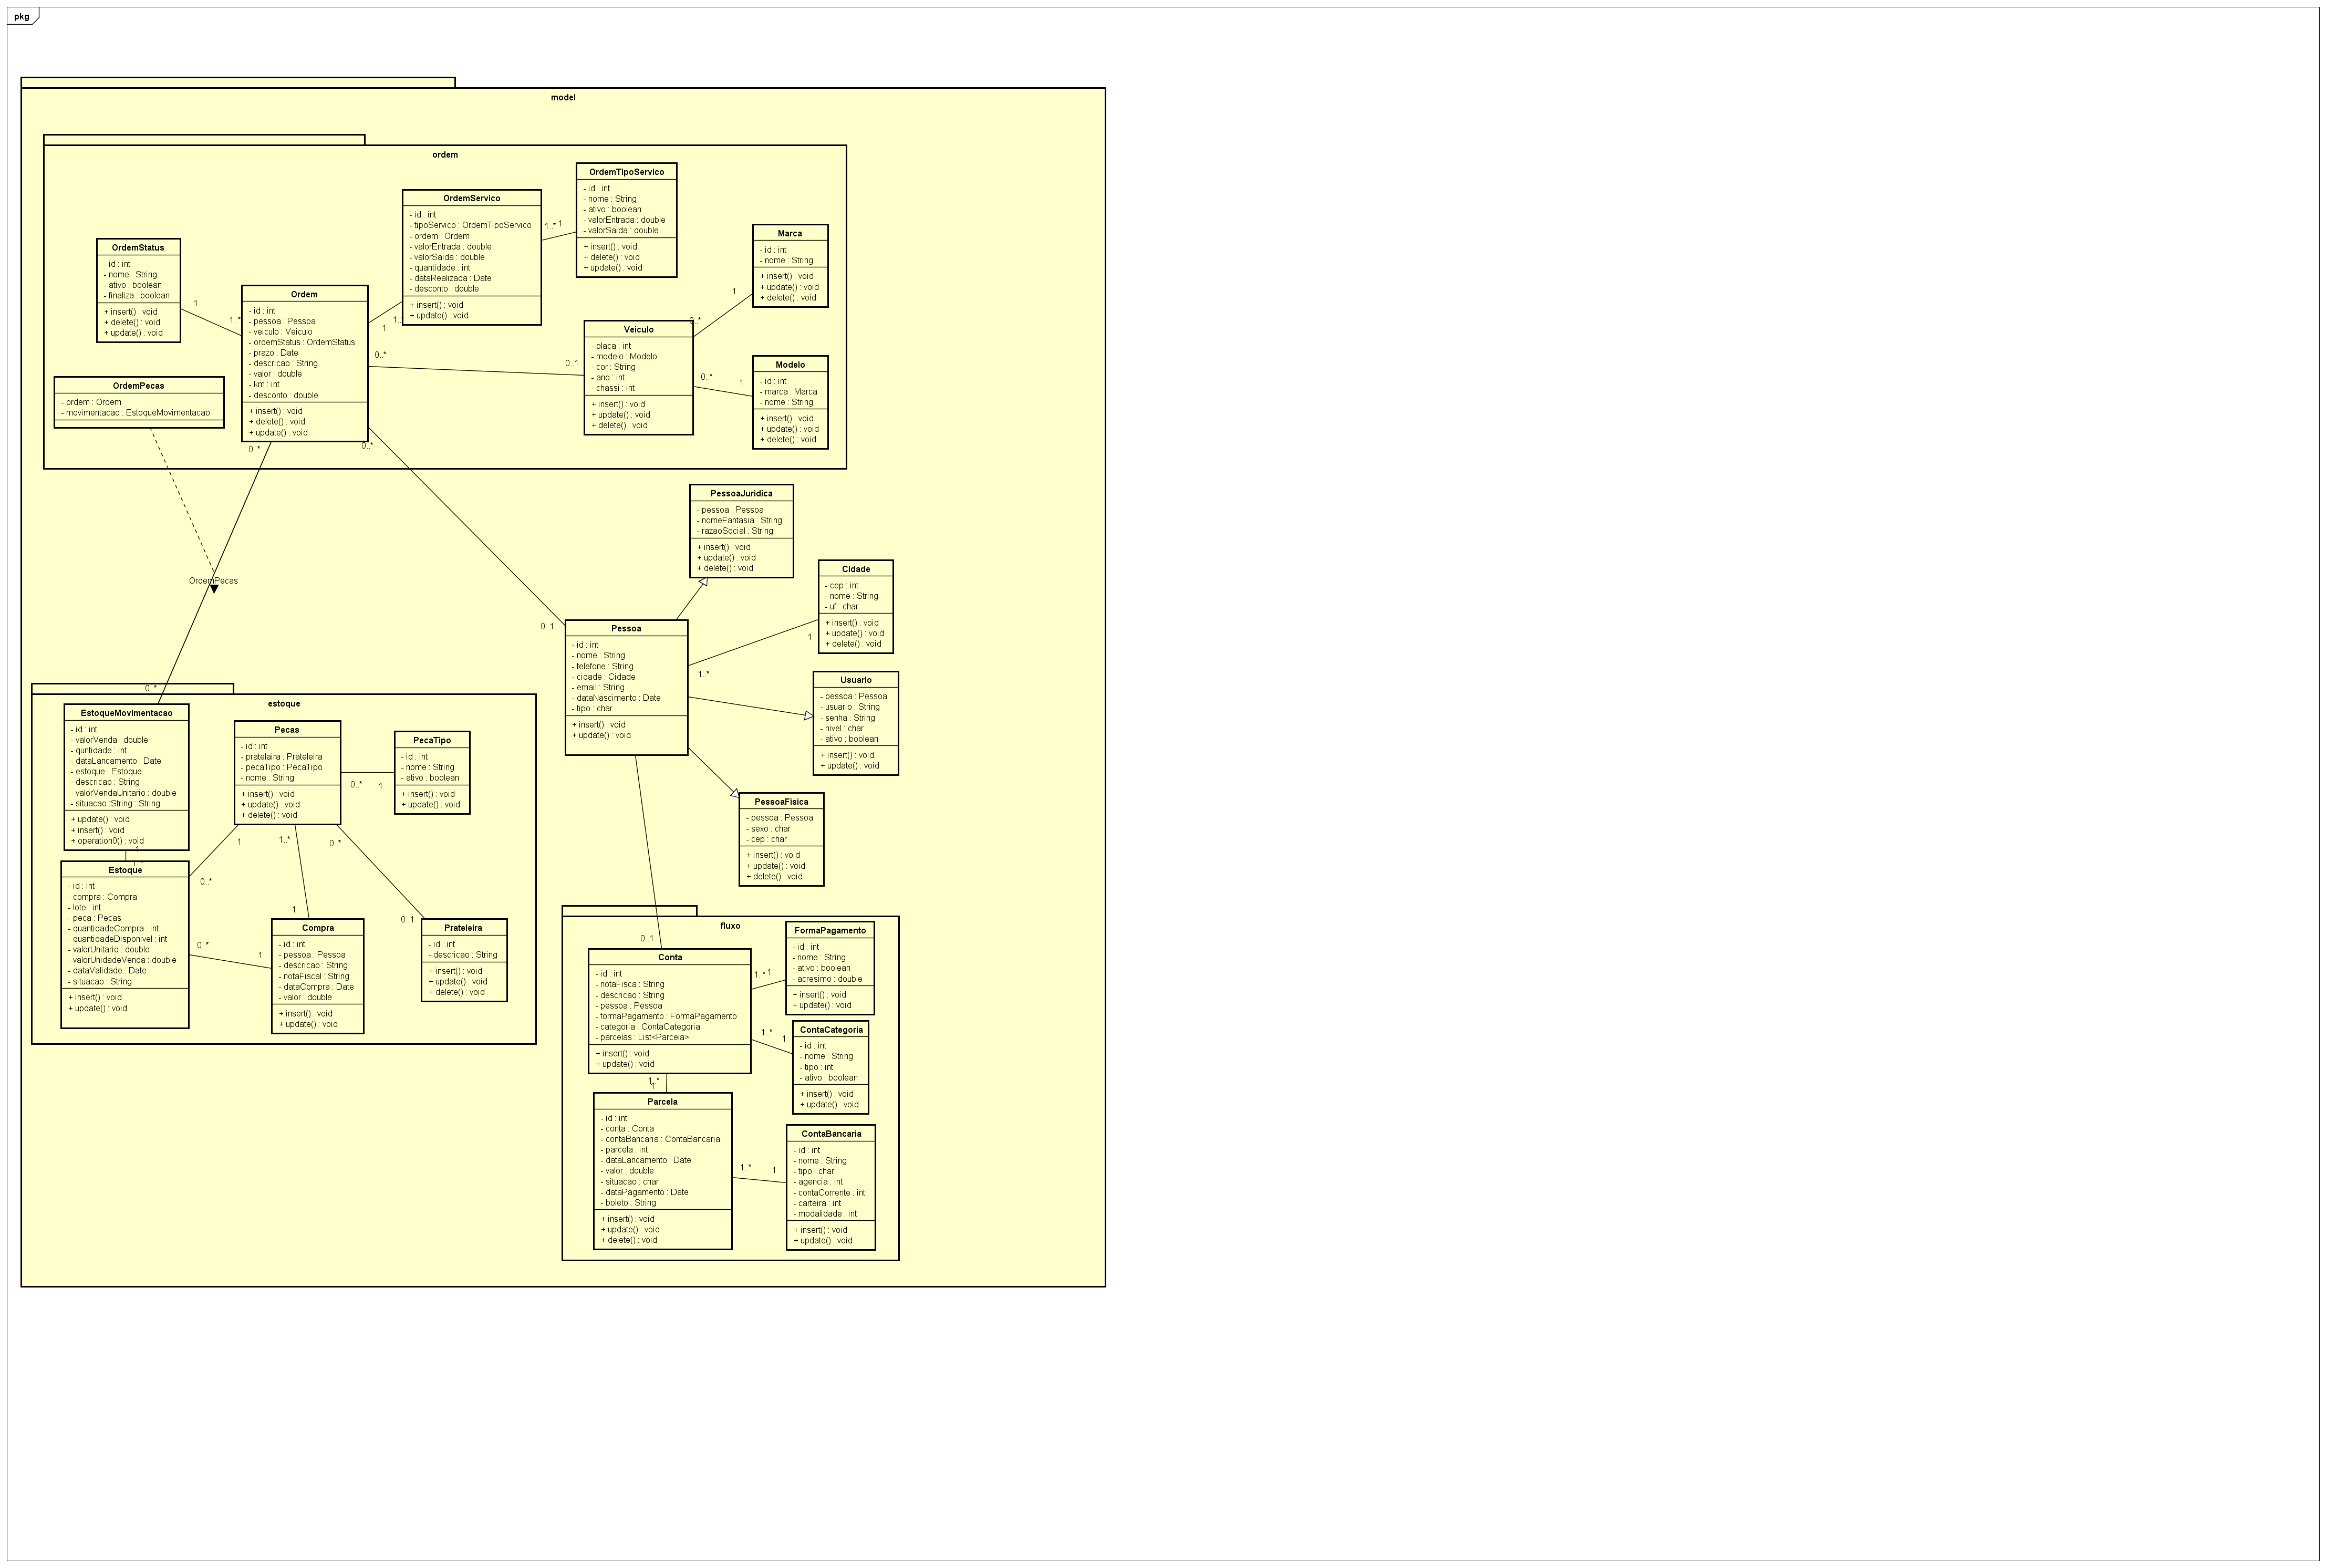 pkg
model
ordem
OrdemTipoServico
- id : int
- nome : String
- ativo : boolean
- valorEntrada : double
- valorSaida : double
+ insert() : void
+ delete() : void
+ update() : void
OrdemServico
- id : int
- tipoServico : OrdemTipoServico
- ordem : Ordem
- valorEntrada : double
- valorSaida : double
- quantidade : int
- dataRealizada : Date
- desconto : double
+ insert() : void
+ update() : void
1..* 1
Marca
- id : int
- nome : String
+ insert() : void
+ update() : void
+ delete() : void
OrdemStatus
- id : int
- nome : String
- ativo : boolean
- finaliza : boolean
+ insert() : void
+ delete() : void
+ update() : void
1
1..*
Ordem
- id : int
- pessoa : Pessoa
- veiculo : Veiculo
- ordemStatus : OrdemStatus
- prazo : Date
- descricao : String
- valor : double
- km : int
- desconto : double
+ insert() : void
+ delete() : void
+ update() : void
1
1..
0..*
0..1
Veiculo
- placa : int
- modelo : Modelo
- cor : String
- ano : int
- chassi : int
+ insert() : void
+ update() : void
+ delete() : void
1
0..*
0..*
1
Modelo
- id : int
- marca : Marca
- nome : String
+ insert() : void
+ update() : void
+ delete() : void
OrdemPecas
- ordem : Ordem
- movimentacao : EstoqueMovimentacao
0..*
0..*
OrdemPecas
PessoaJuridica
- pessoa : Pessoa
- nomeFantasia : String
- razaoSocial : String
+ insert() : void
+ update() : void
+ delete() : void
Cidade
- cep : int
- nome : String
- uf : char
+ insert() : void
+ update() : void
+ delete() : void
0..1
Pessoa
- id : int
- nome : String
- telefone : String
- cidade : Cidade
- email : String
- dataNascimento : Date
- tipo : char
+ insert() : void
+ update() : void
1
1..*
Usuario
- pessoa : Pessoa
- usuario : String
- senha : String
- nivel : char
- ativo : boolean
+ insert() : void
+ update() : void
PessoaFisica
- pessoa : Pessoa
- sexo : char
- cep : char
+ insert() : void
+ update() : void
+ delete() : void
0..*
estoque
EstoqueMovimentacao
- id : int
- valorVenda : double
- quntidade : int
- dataLancamento : Date
- estoque : Estoque
- descricao : String
- valorVendaUnitario : double
- situacao :String : String
+ update() : void
+ insert() : void
+ operation0() : void
1
1..*
Pecas
- id : int
- pratelaira : Prateleira
- pecaTipo : PecaTipo
- nome : String
+ insert() : void
+ update() : void
+ delete() : void
PecaTipo
- id : int
- nome : String
- ativo : boolean
+ insert() : void
+ update() : void
0..*
1
1
1..*
0..*
0..*
Estoque
- id : int
- compra : Compra
- lote : int
- peca : Pecas
- quantidadeCompra : int
- quantidadeDisponivel : int
- valorUnitario : double
- valorUnidadeVenda : double
- dataValidade : Date
- situacao : String
+ insert() : void
+ update() : void
0..*
1
1
0..1
Compra
- id : int
- pessoa : Pessoa
- descricao : String
- notaFiscal : String
- dataCompra : Date
- valor : double
+ insert() : void
+ update() : void
Prateleira
- id : int
- descricao : String
+ insert() : void
+ update() : void
+ delete() : void
fluxo
0..1
Conta
- id : int
- notaFisca : String
- descricao : String
- pessoa : Pessoa
- formaPagamento : FormaPagamento
- categoria : ContaCategoria
- parcelas : List<Parcela>
+ insert() : void
+ update() : void
1..* 1
FormaPagamento
- id : int
- nome : String
- ativo : boolean
- acresimo : double
+ insert() : void
+ update() : void
1..*
1
ContaCategoria
- id : int
- nome : String
- tipo : int
- ativo : boolean
+ insert() : void
+ update() : void
1..*
1
Parcela
- id : int
- conta : Conta
- contaBancaria : ContaBancaria
- parcela : int
- dataLancamento : Date
- valor : double
- situacao : char
- dataPagamento : Date
- boleto : String
+ insert() : void
+ update() : void
+ delete() : void
1..*
1
ContaBancaria
- id : int
- nome : String
- tipo : char
- agencia : int
- contaCorrente : int
- carteira : int
- modalidade : int
+ insert() : void
+ update() : void